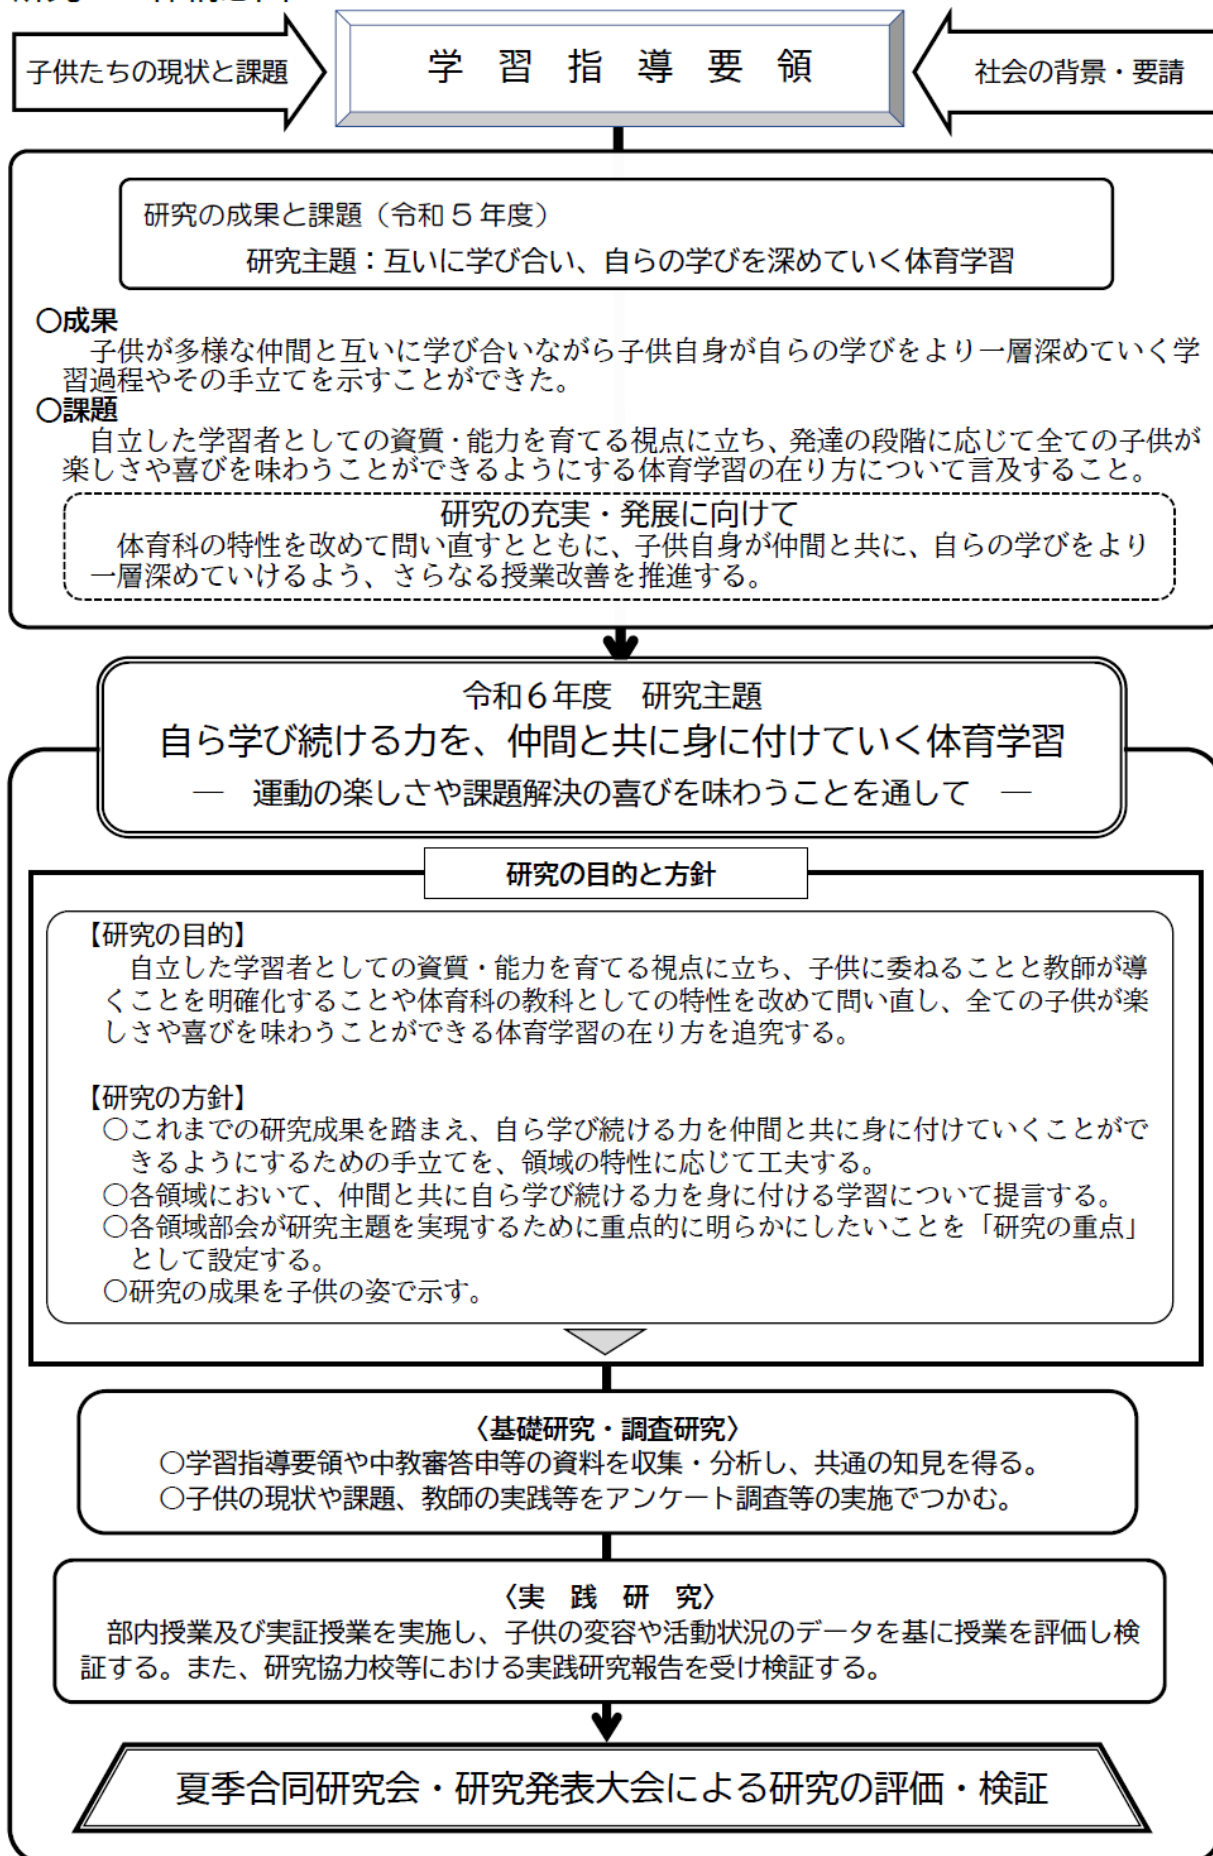 子供たちの現状と課題
学 習 指 導 要 領
社会の背景・要請
研究の成果と課題（令和５年度）
研究主題：互いに学び合い、自らの学びを深めていく体育学習
○成果
子供が多様な仲間と互いに学び合いながら子供自身が自らの学びをより一層深めていく学
習過程やその手立てを示すことができた。
○課題
自立した学習者としての資質・能力を育てる視点に立ち、発達の段階に応じて全ての子供が
楽しさや喜びを味わうことができるようにする体育学習の在り方について言及すること。
研究の充実・発展に向けて
体育科の特性を改めて問い直すとともに、子供自身が仲間と共に、自らの学びをより
一層深めていけるよう、さらなる授業改善を推進する。
令和６年度　研究主題
自ら学び続ける力を、仲間と共に身に付けていく体育学習
―　運動の楽しさや課題解決の喜びを味わうことを通して　―
研究の目的と方針
【研究の目的】
自立した学習者としての資質・能力を育てる視点に立ち、子供に委ねることと教師が導
くことを明確化することや体育科の教科としての特性を改めて問い直し、全ての子供が楽
しさや喜びを味わうことができる体育学習の在り方を追究する。
【研究の方針】
○これまでの研究成果を踏まえ、自ら学び続ける力を仲間と共に身に付けていくことがで
きるようにするための手立てを、領域の特性に応じて工夫する。
○各領域において、仲間と共に自ら学び続ける力を身に付ける学習について提言する。
○各領域部会が研究主題を実現するために重点的に明らかにしたいことを「研究の重点」
として設定する。
○研究の成果を子供の姿で示す。
〈基礎研究・調査研究〉
○学習指導要領や中教審答申等の資料を収集・分析し、共通の知見を得る。
○子供の現状や課題、教師の実践等をアンケート調査等の実施でつかむ。
〈実　践　研　究〉
部内授業及び実証授業を実施し、子供の変容や活動状況のデータを基に授業を評価し検
証する。また、研究協力校等における実践研究報告を受け検証する。
夏季合同研究会・研究発表大会による研究の評価・検証